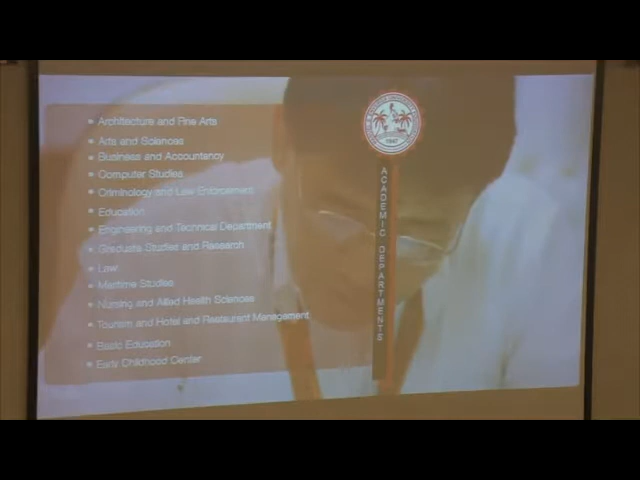 Architecture and Fine Arts
Arts and Sciences
Business and Accountancy
Computer Studies
Criminology and Law Enforcement
Education
Engineering and Technical Department
Graduate Studies and Research
Law
Maritime Studies
Nursing and Allied Health Sciences
Tourism and Hotel and Restaurant Management
Basic Education
Early Childhood Center
ACADEMIC DEPARTMENTS